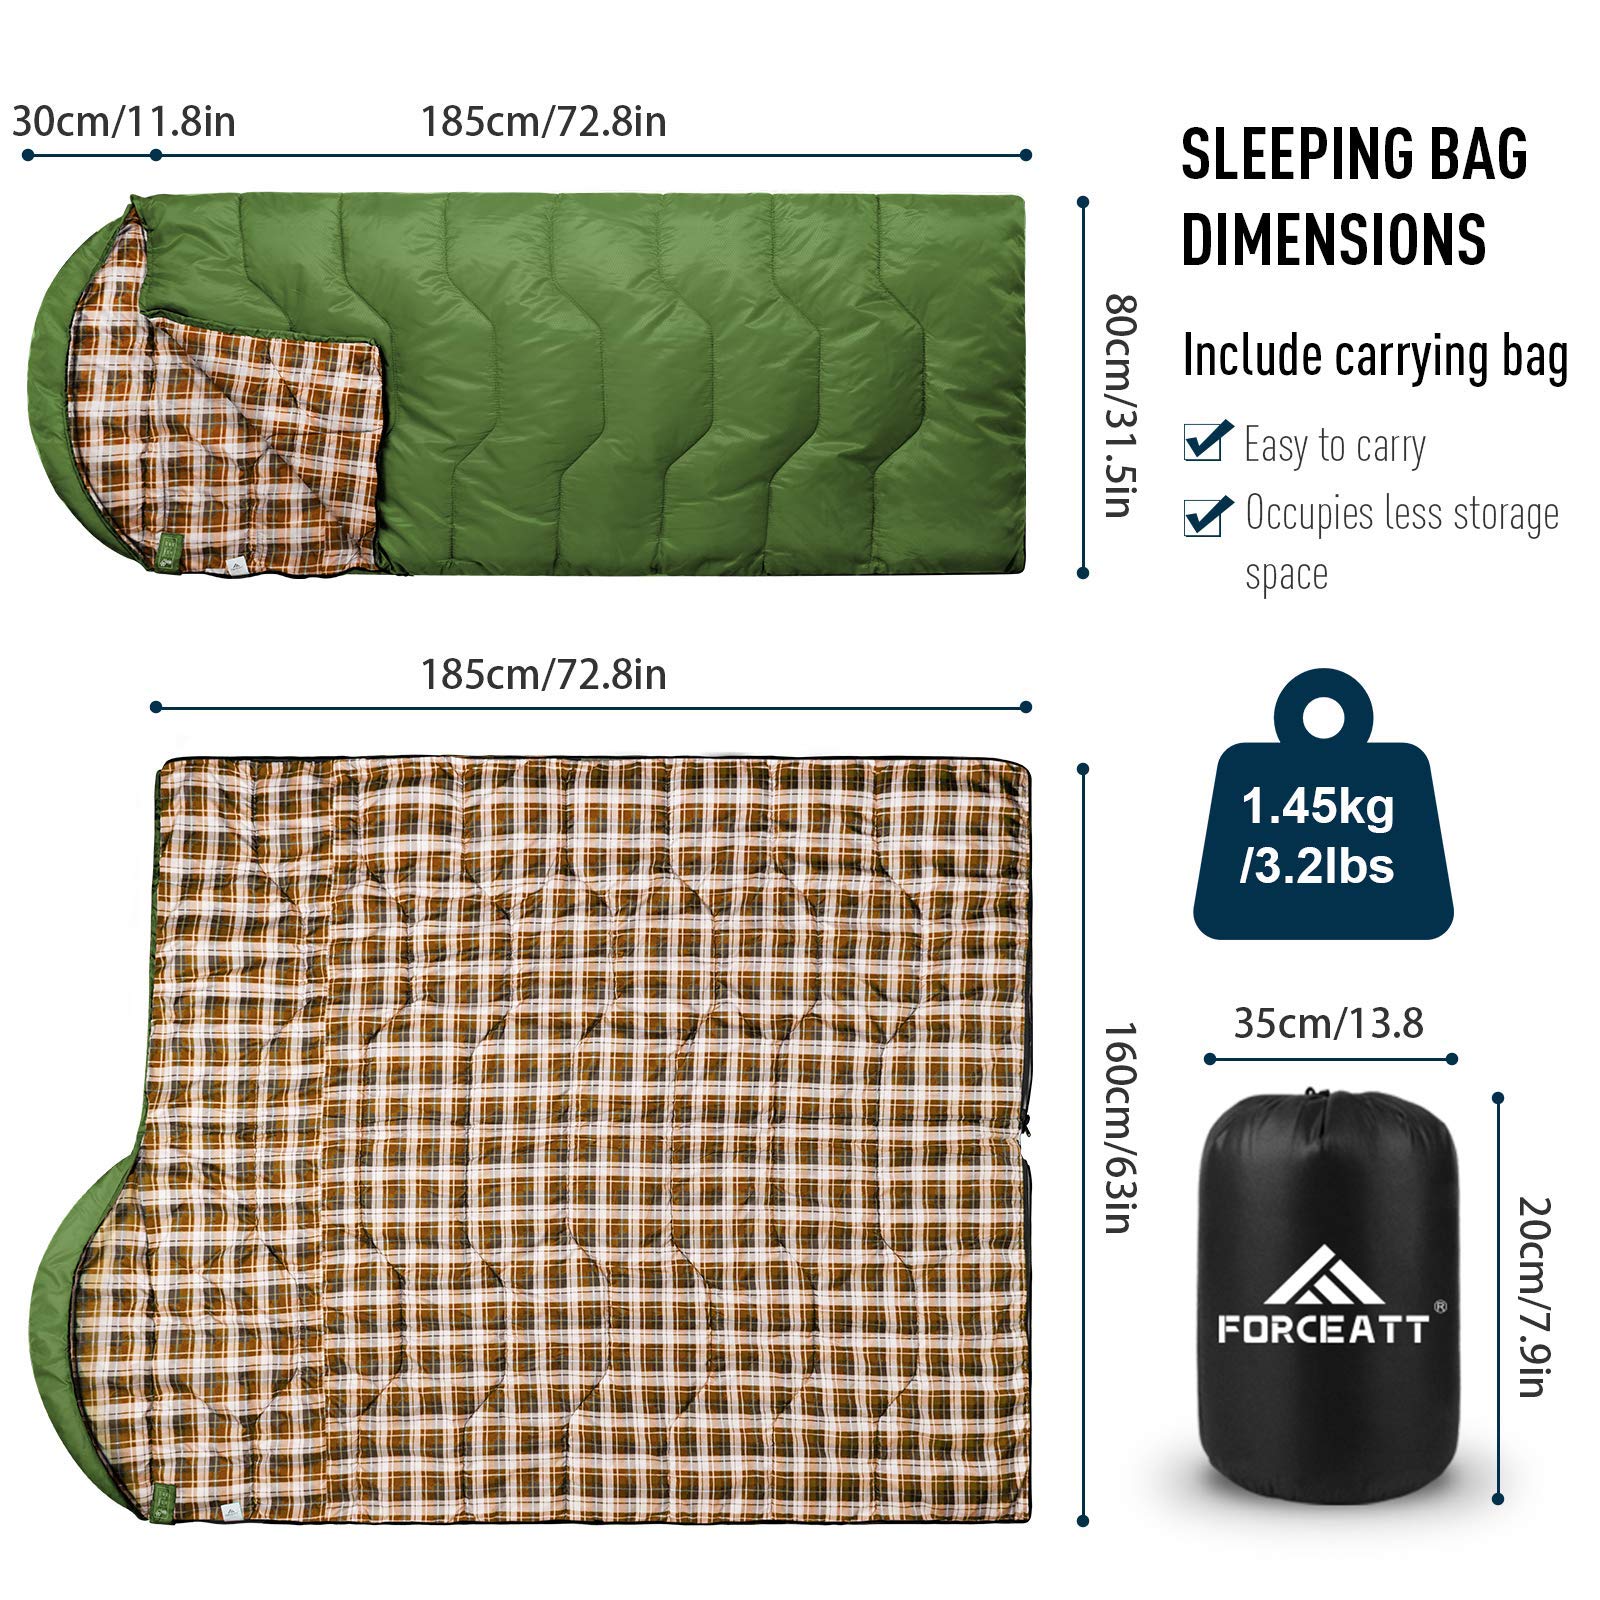 30cm/11.8in
185cm/72.8in
SLEEPING BAG
DIMENSIONS
Include carrying bag
Easy to carry
Occupies less storage
space
80cm/31.5in
185cm/72.8in
160cm/63in
1.45kg
/3.2lbs
35cm/13.8
20cm/7.9in
FORCEATT®